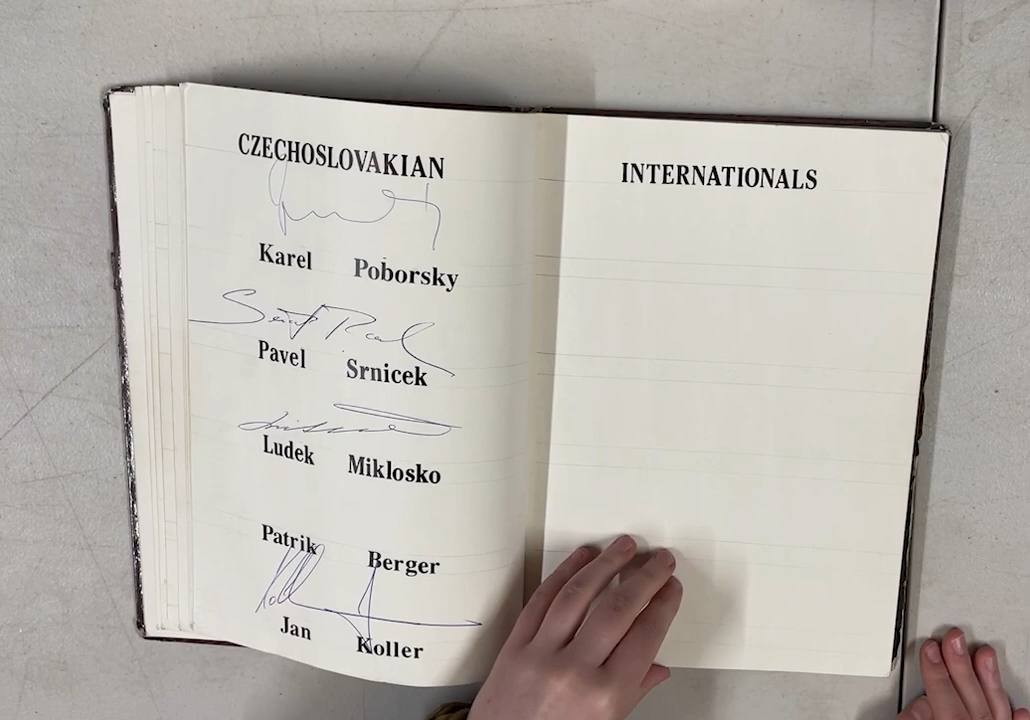 CZECHOSLOVAKIAN
Karel Poborsky
Pavel Srnicek
Ludek Miklosko
Patrik Berger
Jan Koller
INTERNATIONALS